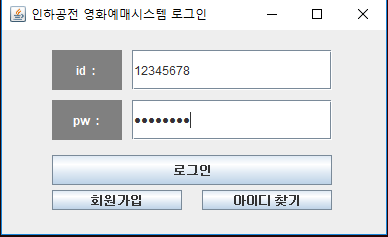 인하공전 영화예매시스템 로그인
id :
12345678
pw :
••••••••
로그인
회원가입
아이디 찾기